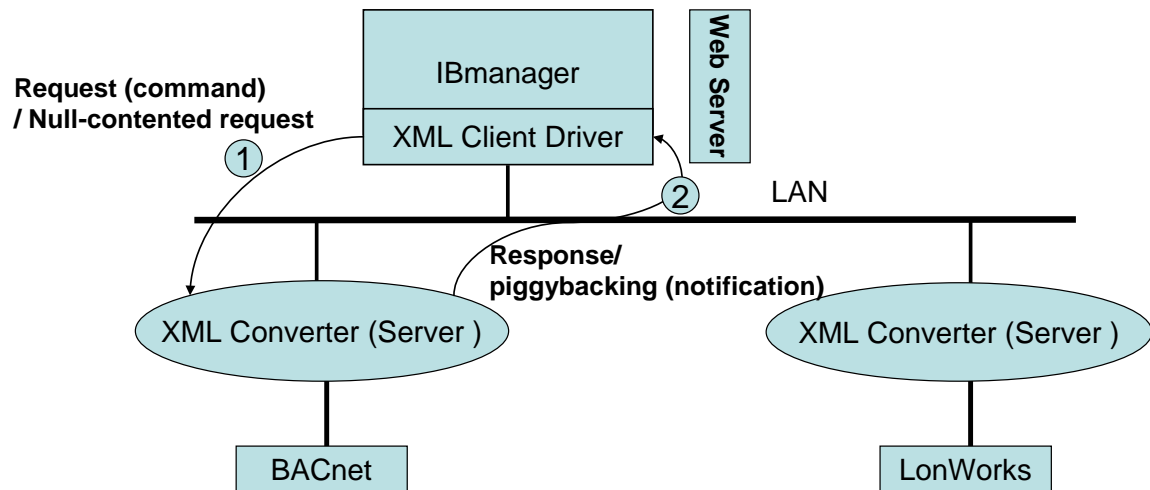 IBmanager
Web Server
Request (command)
/ Null-contented request
XML Client Driver
1
2
LAN
Response/
piggybacking (notification)
XML Converter (Server )
XML Converter (Server )
BACnet
LonWorks